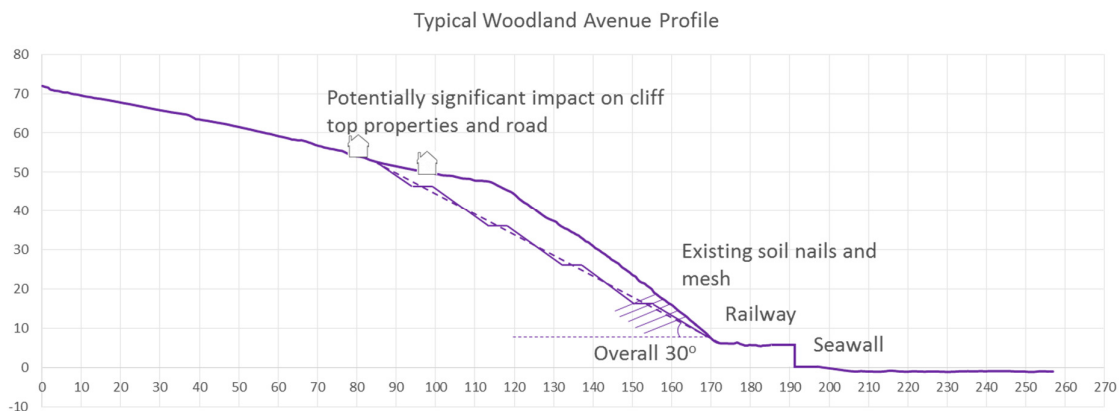 Typical Woodland Avenue Profile
80
70
60
50
40
30
20
10
0
-10
Potentially significant impact on cliff
top properties and road
Existing soil nails and
mesh
Railway
Seawall
Overall 30°
0 10 20 30 40 50 60 70 80 90 100 110 120 130 140 150 160 170 180 190 200 210 220 230 240 250 260 270